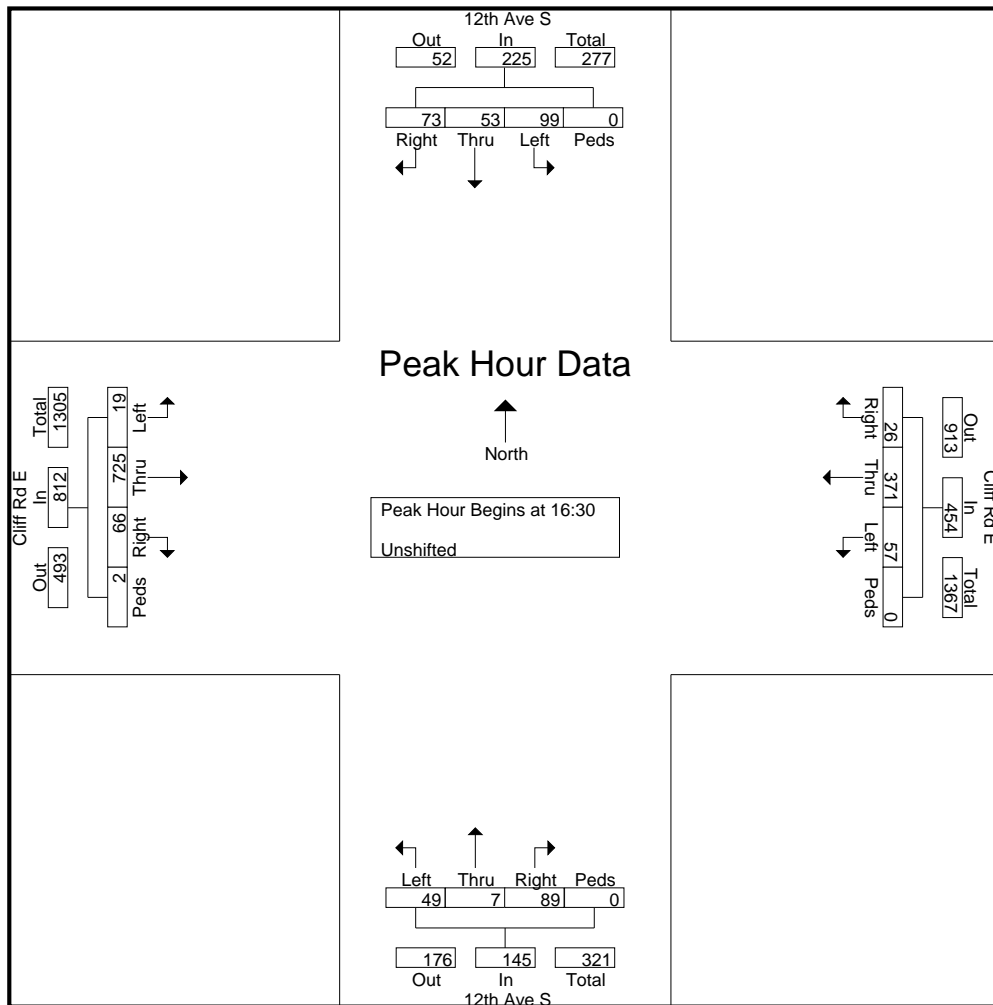 12th Ave S
Out In Total
52 225 277
73 53 99 0
Right Thru Left Peds
Peak Hour Data
North
Peak Hour Begins at 16:30
Unshifted
Cliff Rd E
Out In Total
493 812 1305
2 66 725 19
Peds Right Thru Left
Cliff Rd E
Out In Total
913 454 1367
26 371 57 0
Right Thru Left Peds
Left Thru Right Peds
49 7 89 0
176 145 321
Out In Total
12th Ave S